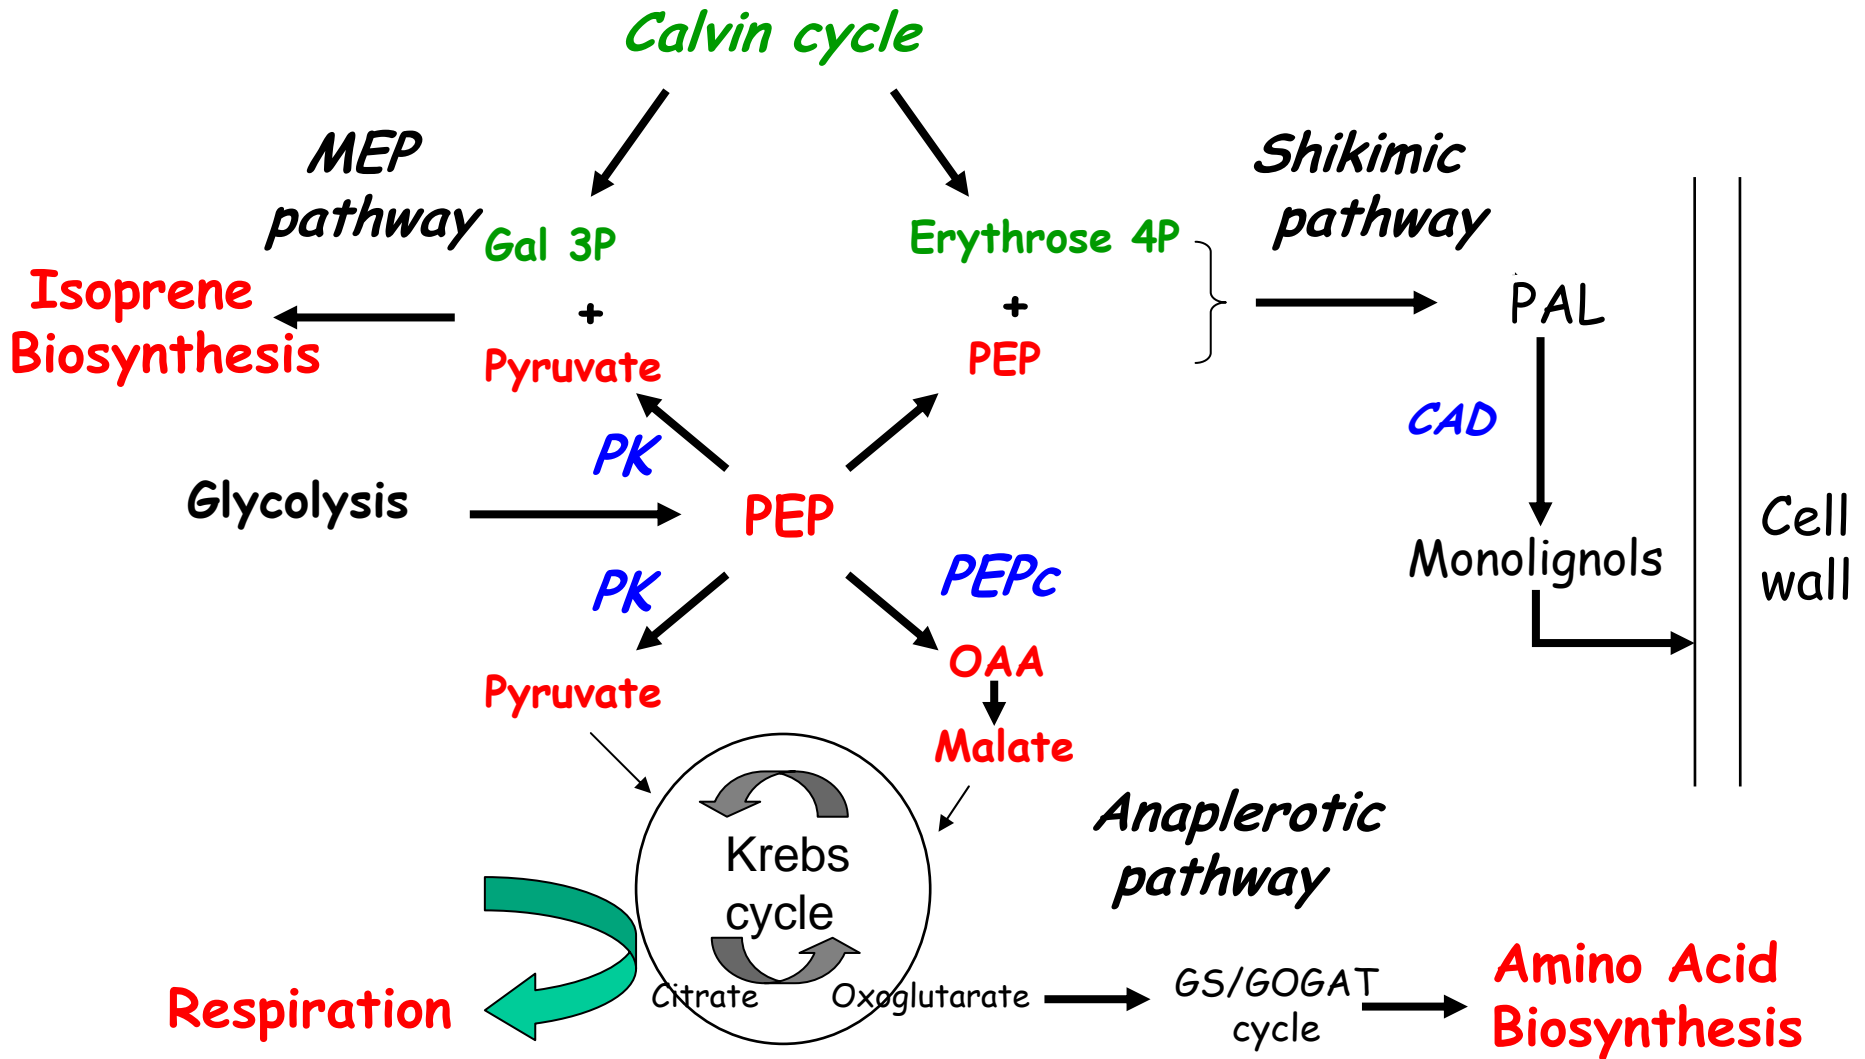 Calvin cycle
MEP
pathway
Shikimic
pathway
Gal 3P
Erythrose 4P
Isoprene
Biosynthesis
+
+
PAL
Pyruvate
PEP
CAD
PK
Glycolysis
PEP
Cell
wall
Monolignols
PK
PEPc
OAA
Pyruvate
Malate
Anaplerotic
pathway
Krebs
cycle
Respiration
Citrate
Oxoglutarate
GS/GOGAT
cycle
Amino Acid
Biosynthesis